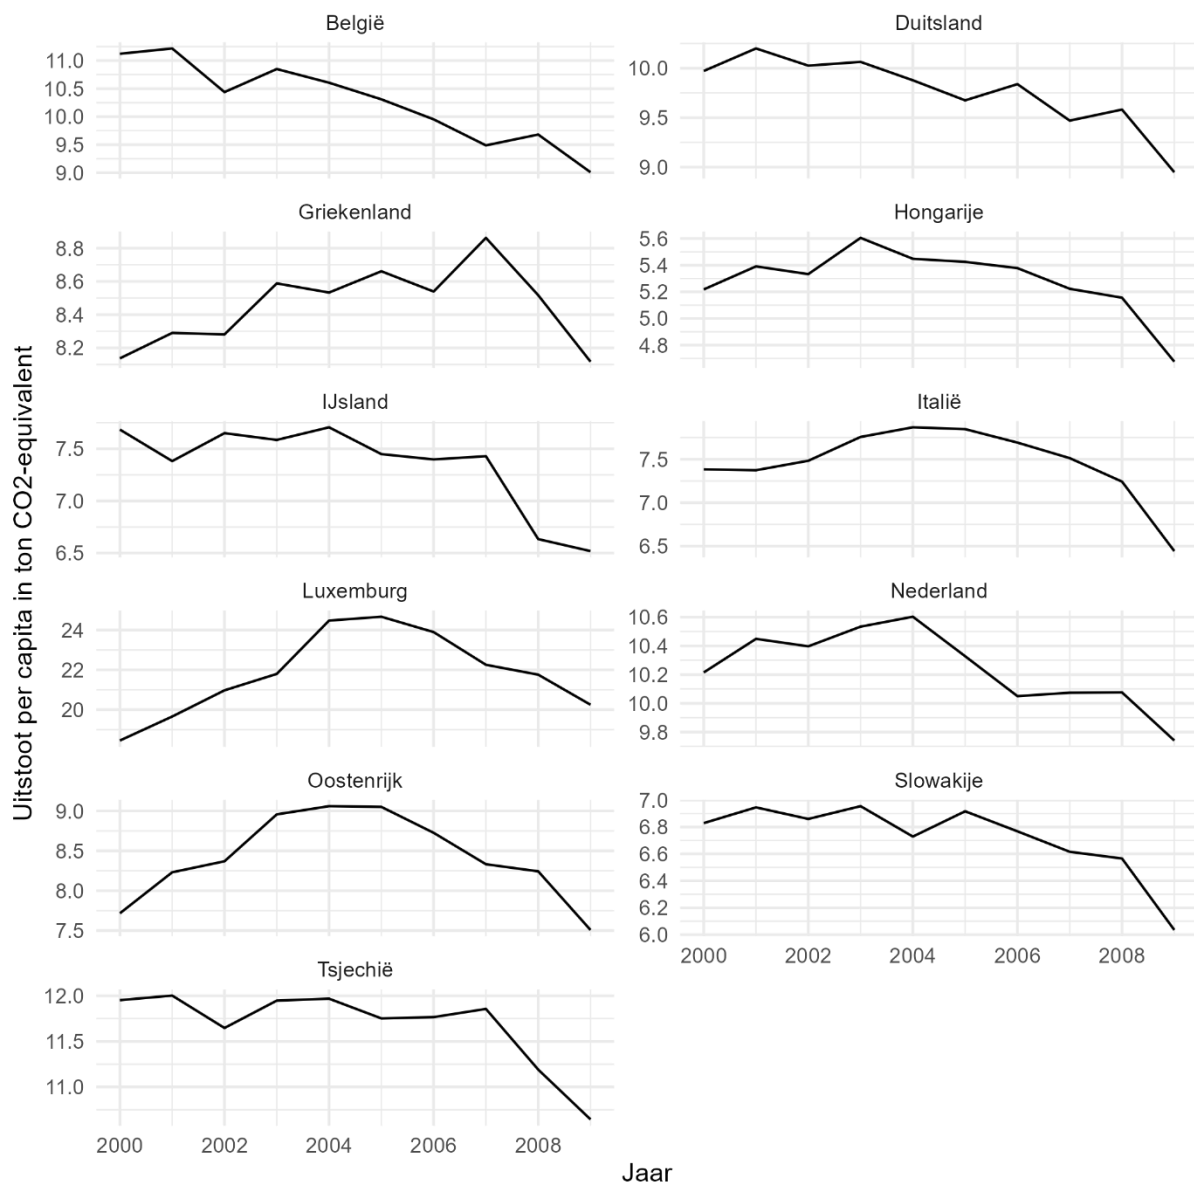 België
11.0
10.5
10.0
9.5
9.0
Duitsland
10.0
9.5
9.0
Griekenland
8.8
8.6
8.4
8.2
Hongarije
5.6
5.4
5.2
5.0
4.8
IJsland
7.5
7.0
6.5
Italië
7.5
7.0
6.5
Luxemburg
24
22
20
Nederland
10.6
10.4
10.2
10.0
9.8
Oostenrijk
9.0
8.5
8.0
7.5
Slowakije
7.0
6.8
6.6
6.4
6.2
6.0
2000 2002 2004 2006 2008
Tsjechië
12.0
11.5
11.0
2000 2002 2004 2006 2008
Jaar
Uitstoot per capita in ton CO2-equivalent